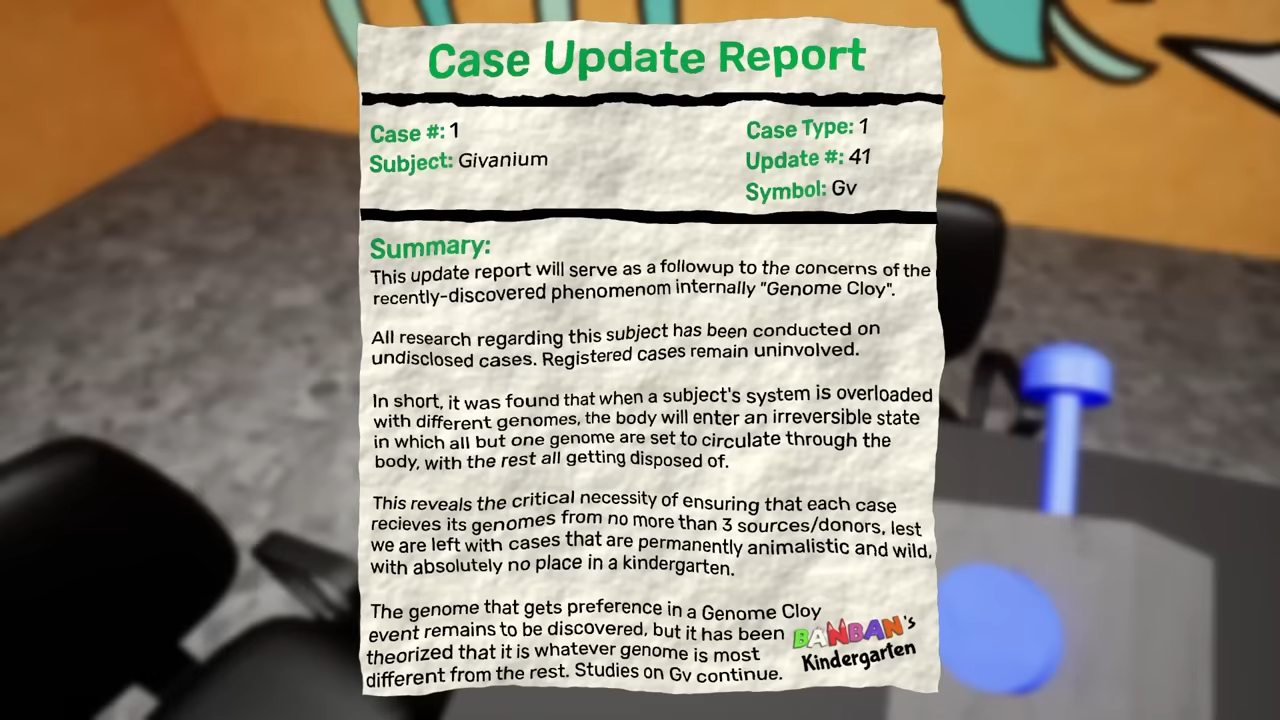 Case Update Report
Case #: 1
Case Type: 1
Subject: Givanium
Update #: 41
Symbol: Gv
Summary:
This update report will serve as a followup to the concerns of the
recently-discovered phenomenom internally "Genome Cloy".
All research regarding this subject has been conducted on
undisclosed cases. Registered cases remain uninvolved.
In short, it was found that when a subject's system is overloaded
with different genomes, the body will enter an irreversible state
in which all but one genome are set to circulate through the
body, with the rest all getting disposed of.
This reveals the critical necessity of ensuring that each case
recieves its genomes from no more than 3 sources/donors, lest
we are left with cases that are permanently animalistic and wild,
with absolutely no place in a kindergarten.
The genome that gets preference in a Genome Cloy
event remains to be discovered, but it has been
theorized that it is whatever genome is most
different from the rest. Studies on Gv continue.
BANBAN's
Kindergarten